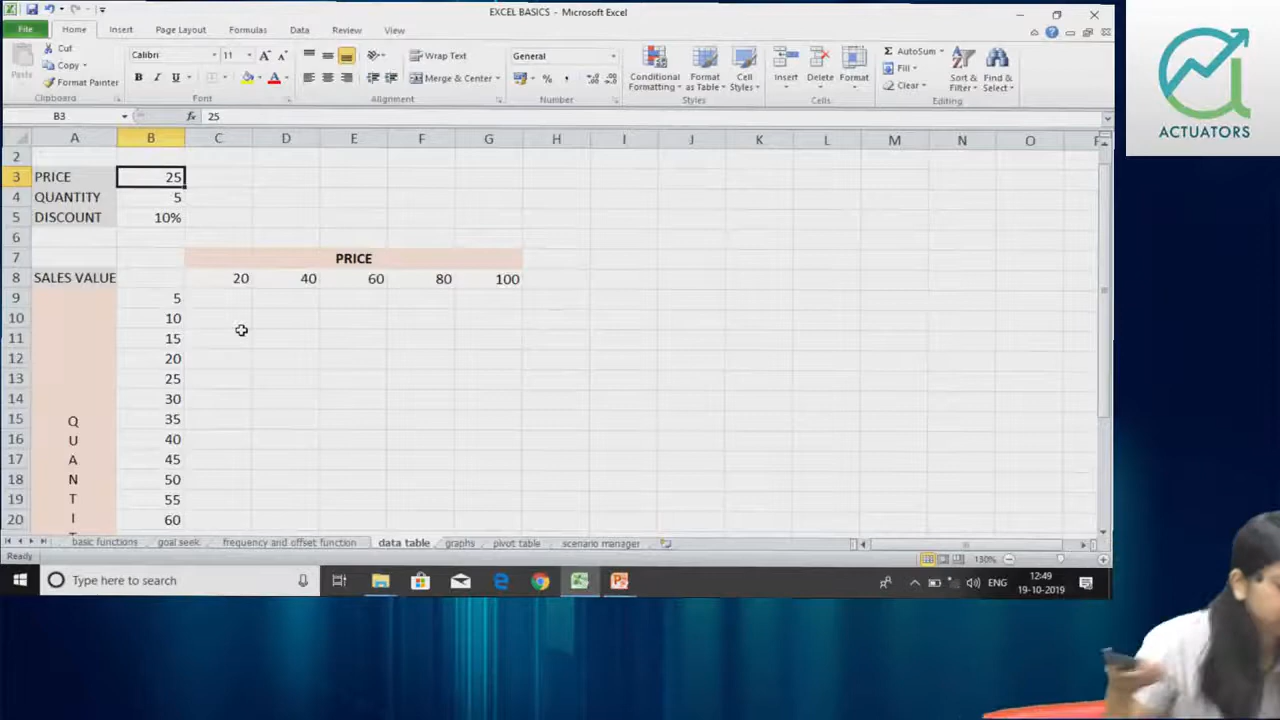 EXCEL BASICS - Microsoft Excel
File Home Insert Page Layout Formulas Data Review View
Paste
Cut
Copy
Format Painter
Clipboard
Calibri 11
B I U A
Font
Wrap Text
Merge & Center
Alignment
General
% ,
Number
Conditional Formatting
Format as Table
Cell Styles
Styles
Insert Delete Format
Cells
Σ AutoSum
Fill
Clear
Sort & Filter
Find & Select
Editing
ACTUATORS
B3 fx 25
A B C D E F G H I J K L M N O
2
3 PRICE 25
4 QUANTITY 5
5 DISCOUNT 10%
6
7 PRICE
8 SALES VALUE 20 40 60 80 100
9 5
10 10
11 15
12 20
13 25
14 30
15 Q 35
16 U 40
17 A 45
18 N 50
19 T 55
20 I 60
basic functions goal seek frequency and offset function data table graphs pivot table scenario manager
Ready 130%
Type here to search
ENG
12:49
19-10-2019